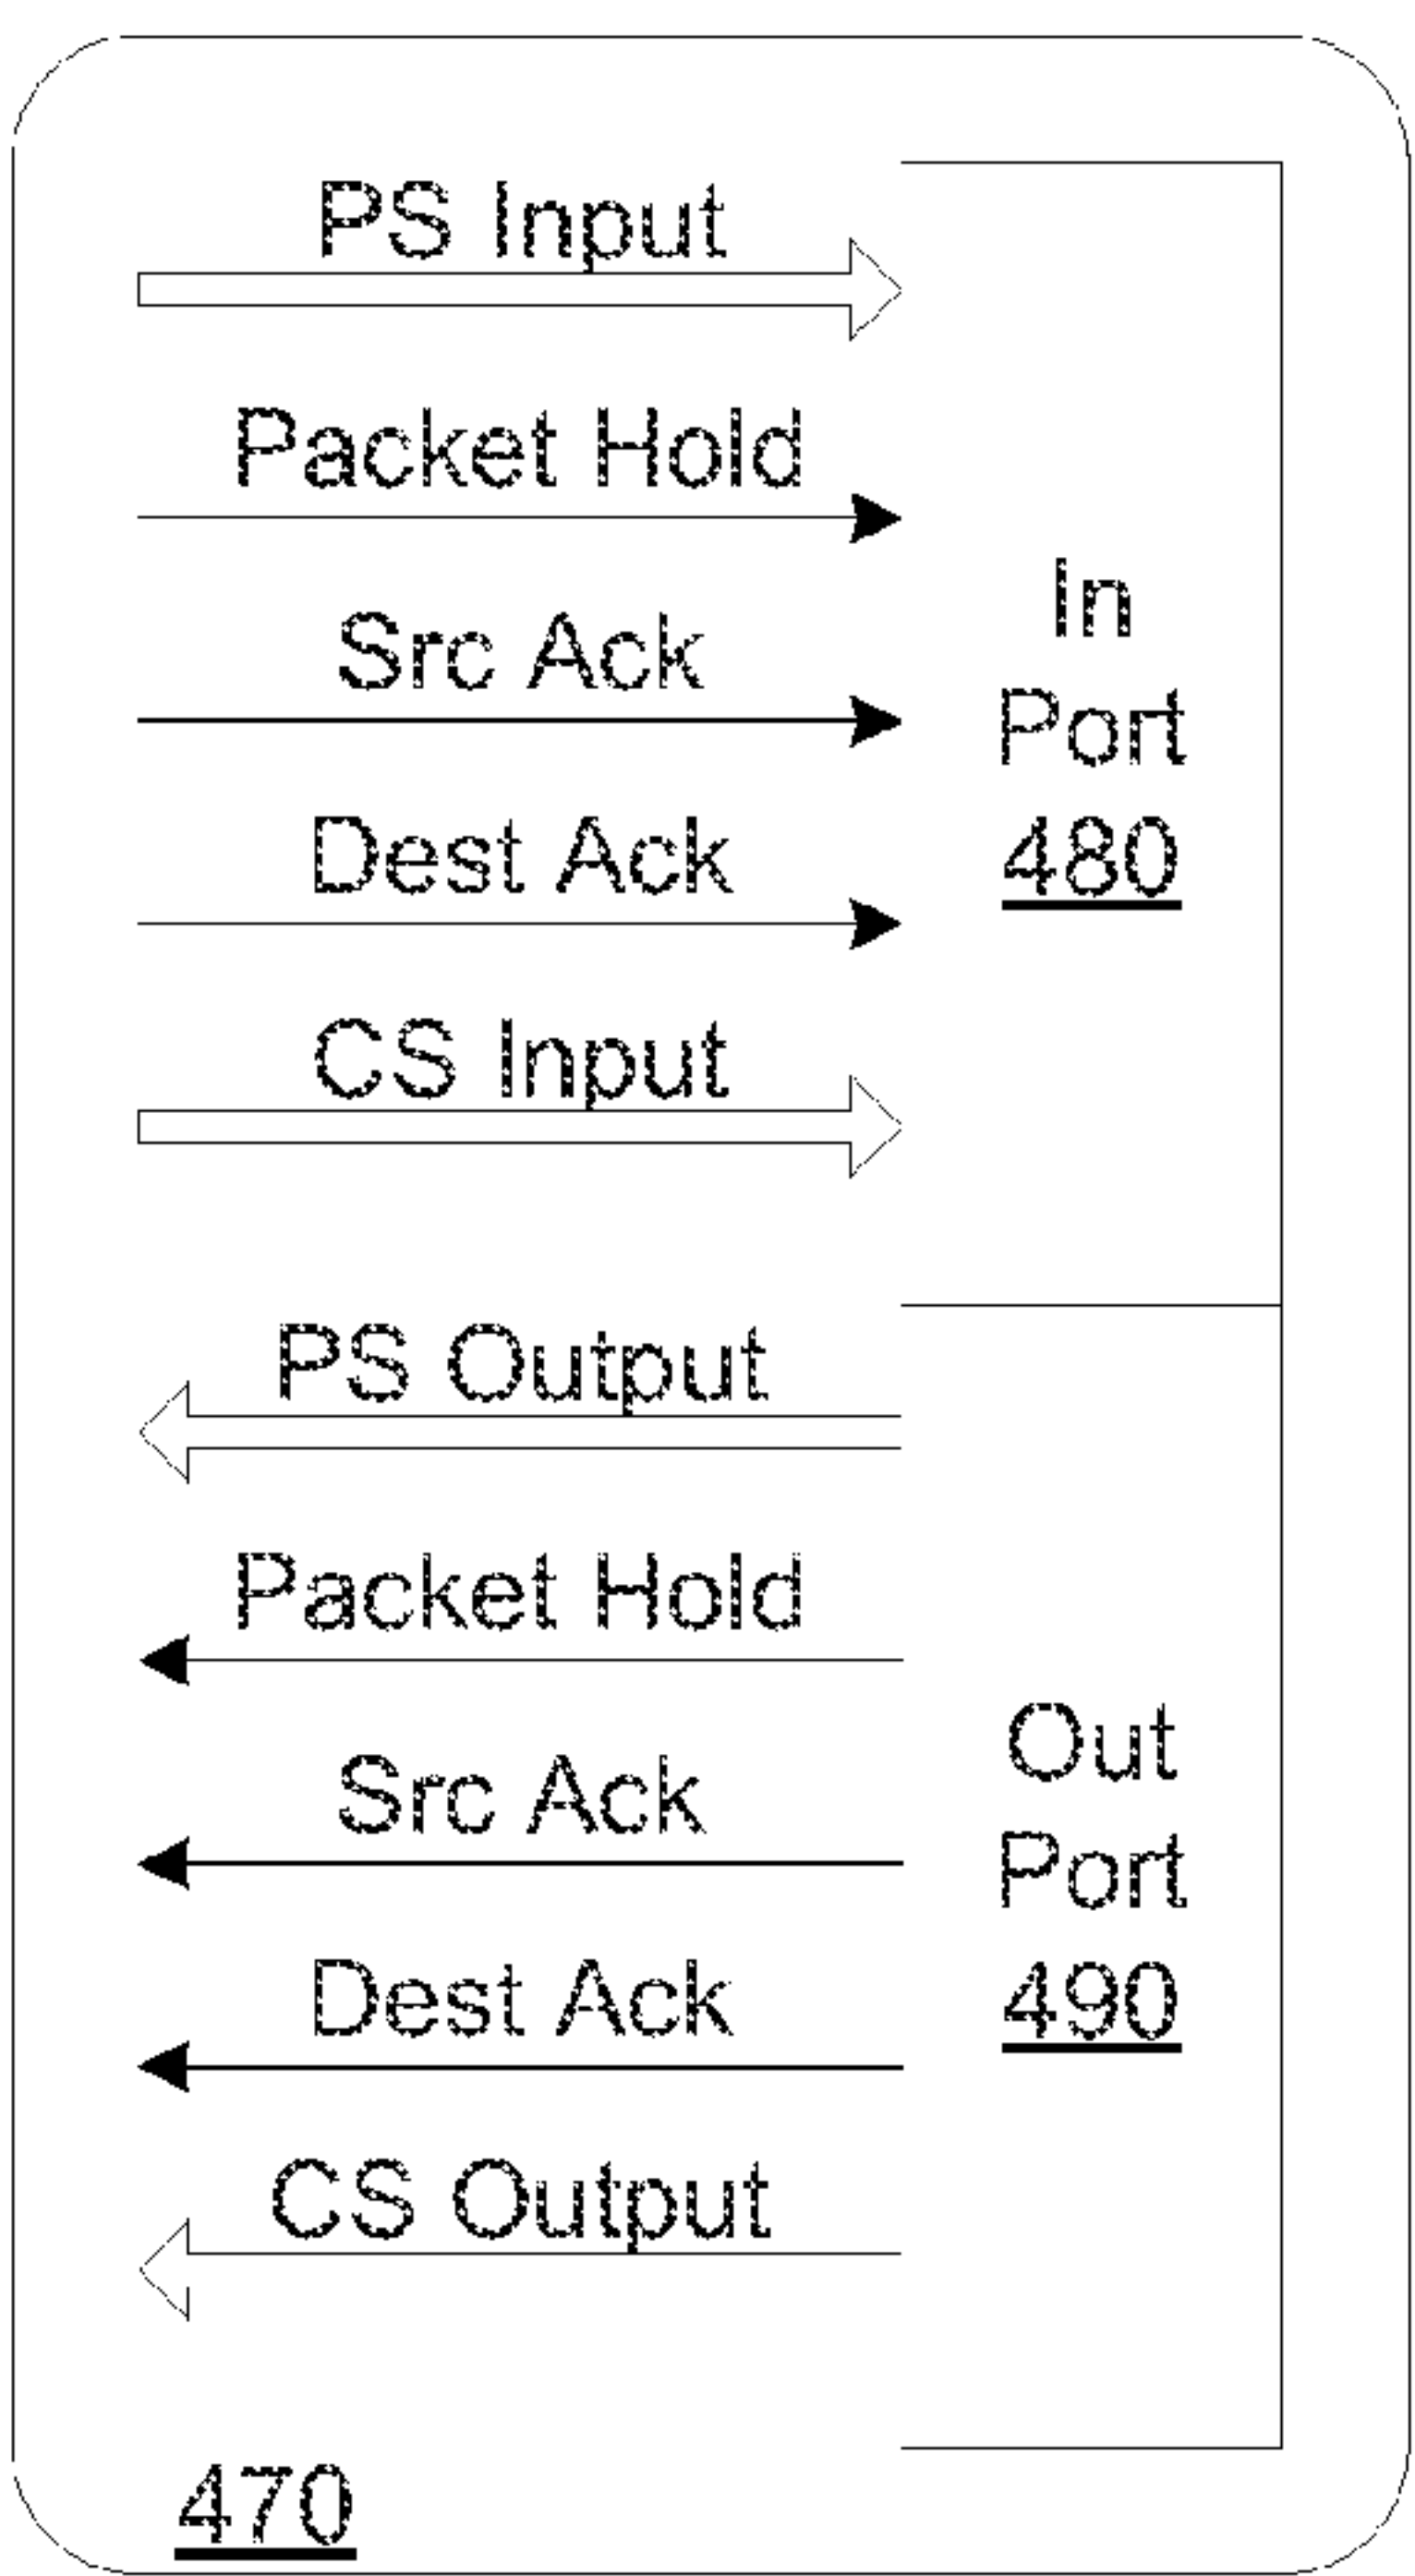 PS Input
Packet Hold
Src Ack
Dest Ack
CS Input
In
Port
480
PS Output
Packet Hold
Src Ack
Dest Ack
CS Output
Out
Port
490
470